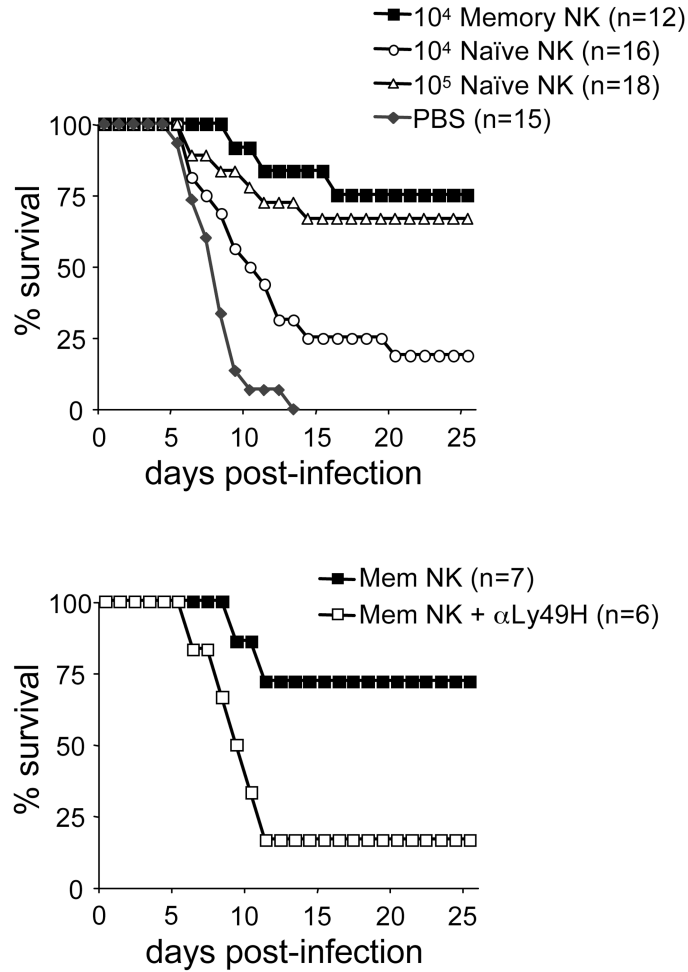 10⁴ Memory NK (n=12)
10⁴ Naïve NK (n=16)
10⁵ Naïve NK (n=18)
PBS (n=15)
100
75
50
25
0
% survival
0 5 10 15 20 25
days post-infection
Mem NK (n=7)
Mem NK + αLy49H (n=6)
100
75
50
25
0
% survival
0 5 10 15 20 25
days post-infection